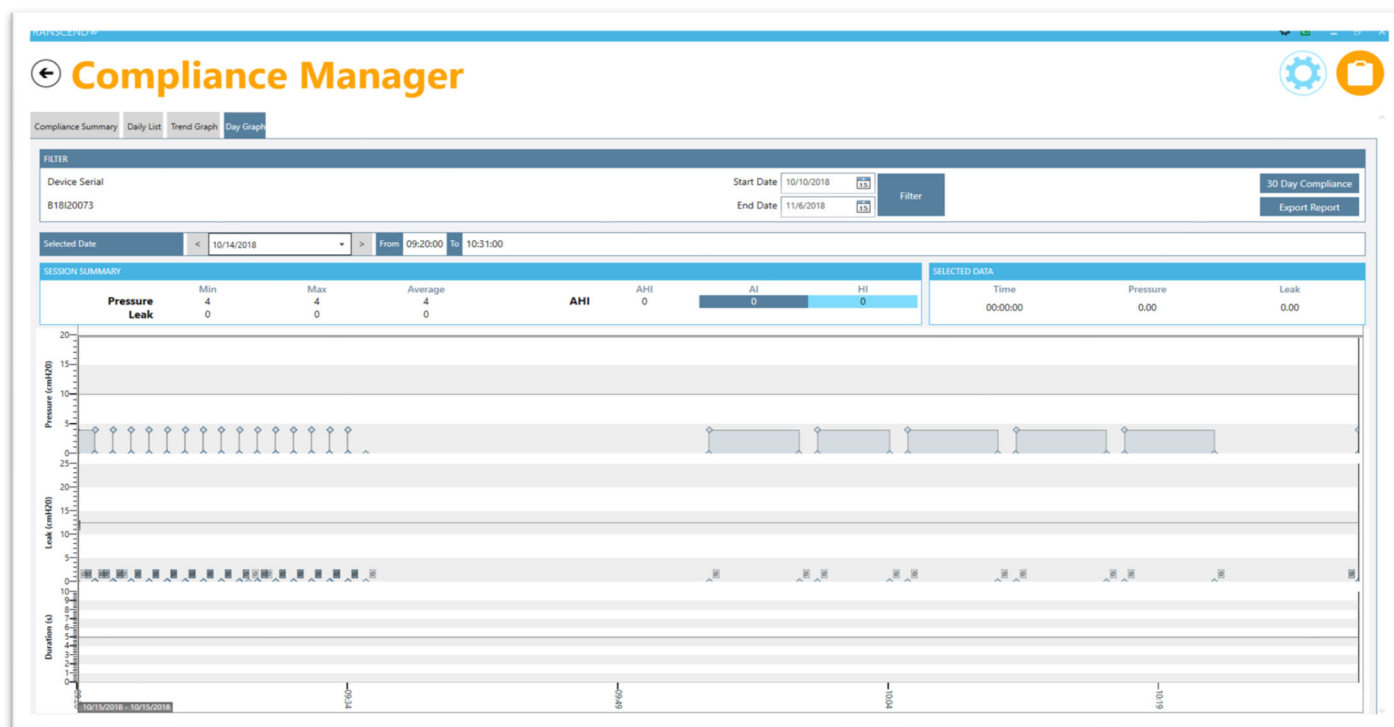 RANSCEND®
Compliance Manager
Compliance Summary Daily List Trend Graph Day Graph
FILTER
Device Serial Start Date 10/10/2018 15 Filter 30 Day Compliance
B18I20073 End Date 11/6/2018 15 Export Report
Selected Date < 10/14/2018 > From 09:20:00 To 10:31:00
SESSION SUMMARY SELECTED DATA
Min Max Average AHI AI HI Time Pressure Leak
Pressure 4 4 4 AHI 0 0 0 00:00:00 0.00 0.00
Leak 0 0 0
Pressure (cmH20)
20
15
10
5
0
Leak (cmH20)
25
20
15
10
5
0
Duration (s)
10
9
8
7
6
5
4
3
2
1
0
09:34 09:49 10:04 10:19
10/15/2018 - 10/15/2018